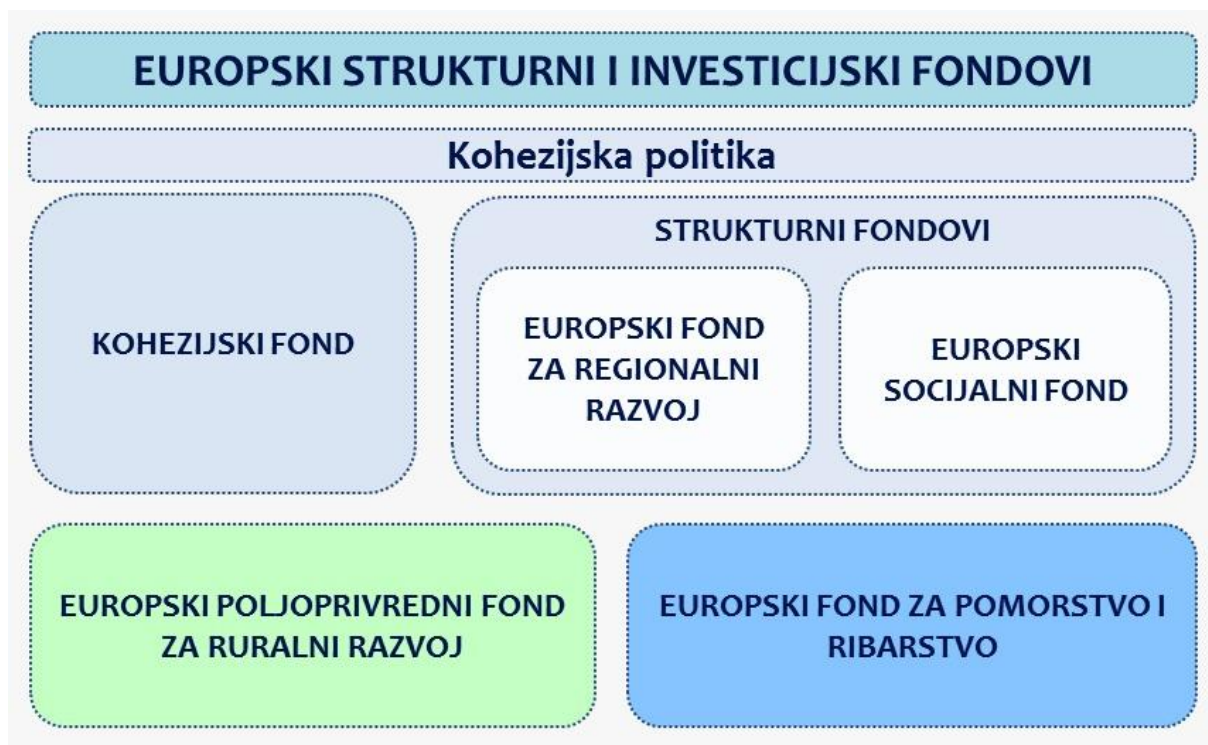 EUROPSKI STRUKTURNI I INVESTICIJSKI FONDOVI
Kohezijska politika
KOHEZIJSKI FOND
STRUKTURNI FONDOVI
EUROPSKI FOND
ZA REGIONALNI
RAZVOJ
EUROPSKI
SOCIJALNI FOND
EUROPSKI POLJOPRIVREDNI FOND
ZA RURALNI RAZVOJ
EUROPSKI FOND ZA POMORSTVO I
RIBARSTVO